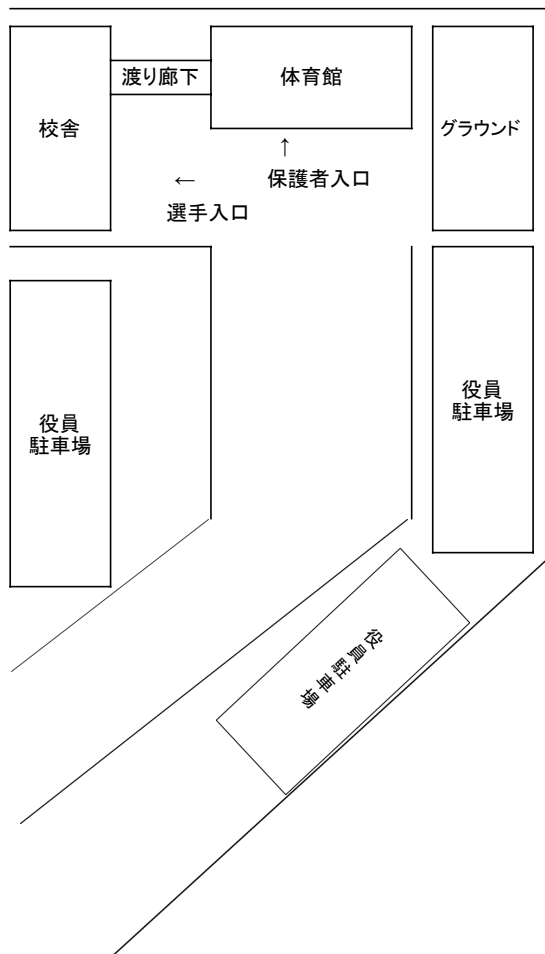 渡り廊下
体育館
校舎
グラウンド
↑
保護者入口
←
選手入口
役員
駐車場
役員
駐車場
役員駐車場